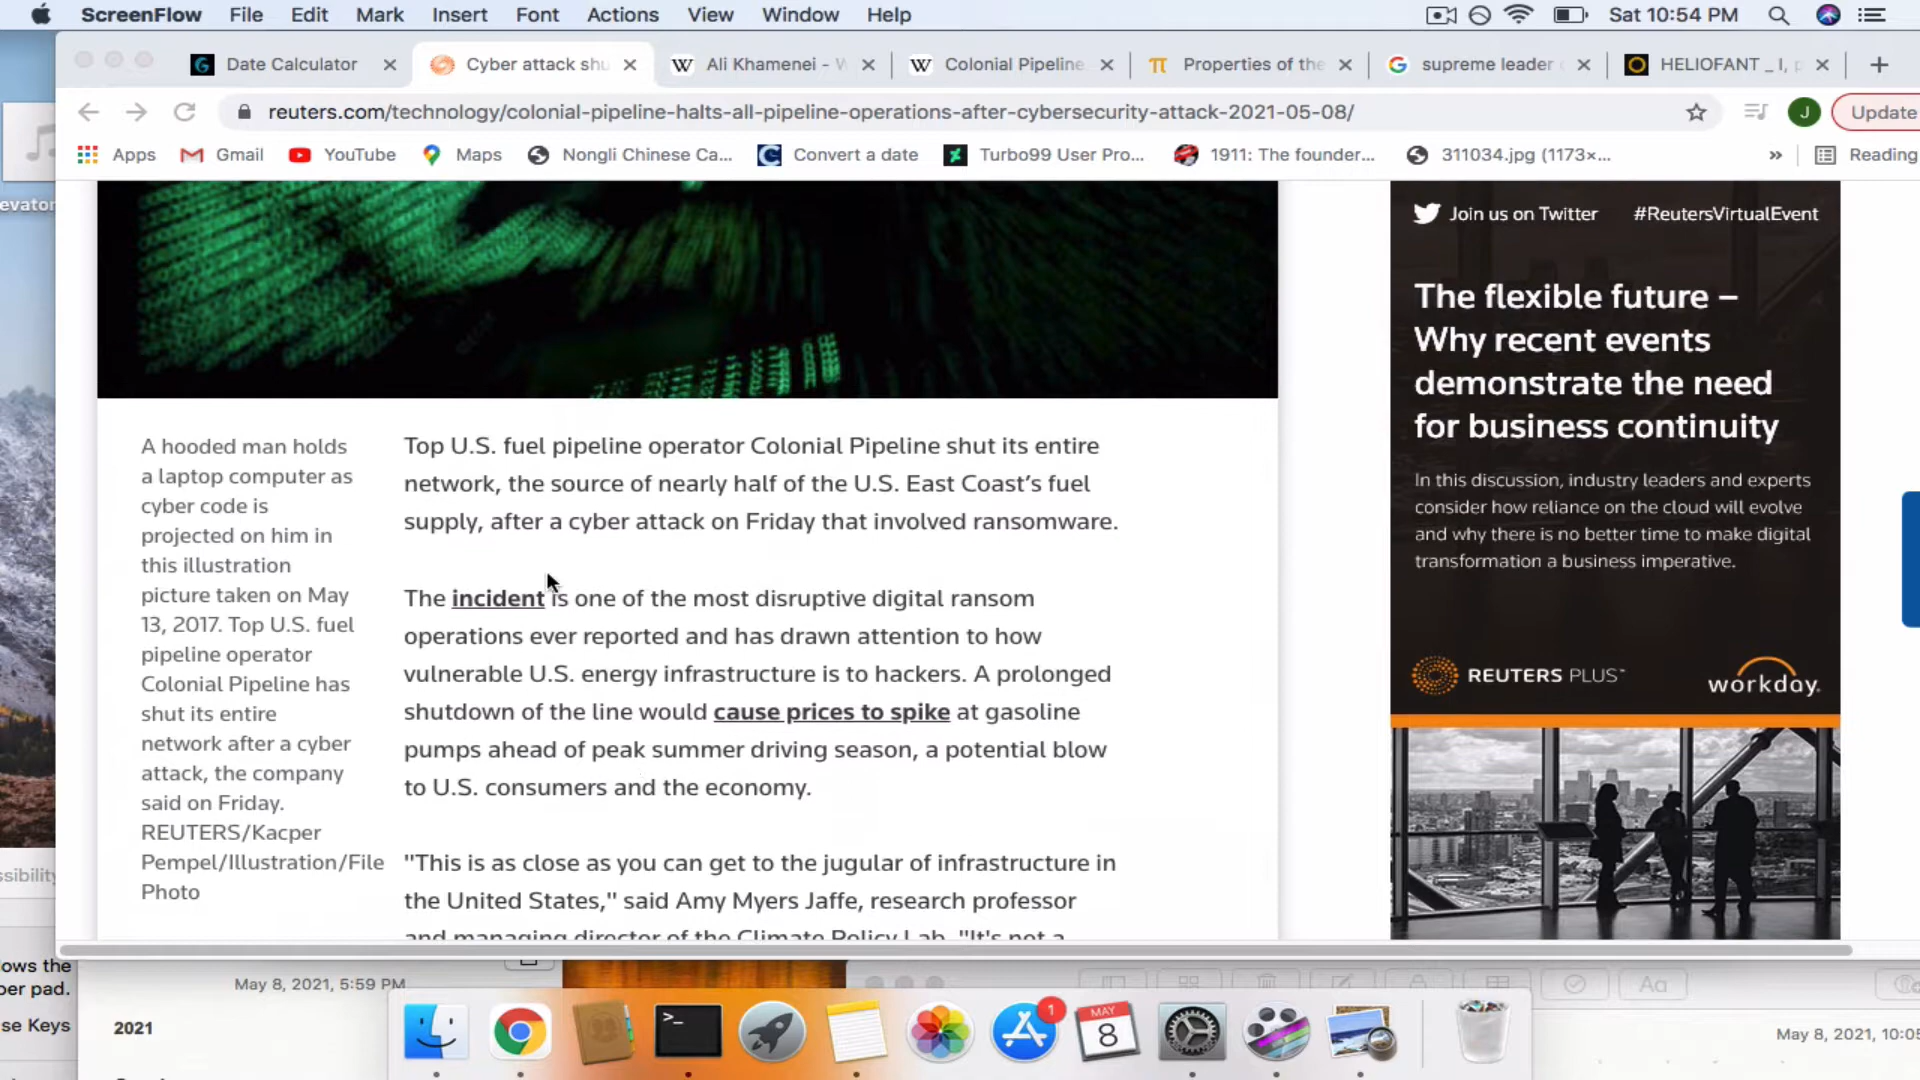 ScreenFlow File Edit Mark Insert Font Actions View Window Help Sat 10:54 PM
Date Calculator Cyber attack shu Ali Khamenei - W Colonial Pipeline Properties of the supreme leader HELIOFANT _ I, p
reuters.com/technology/colonial-pipeline-halts-all-pipeline-operations-after-cybersecurity-attack-2021-05-08/ J Update
Apps Gmail YouTube Maps Nongli Chinese Ca... Convert a date Turbo99 User Pro... 1911: The founder... 311034.jpg (1173×... » Reading
evator
Join us on Twitter #ReutersVirtualEvent
The flexible future –
Why recent events
demonstrate the need
for business continuity
In this discussion, industry leaders and experts
consider how reliance on the cloud will evolve
and why there is no better time to make digital
transformation a business imperative.
REUTERS PLUS™ workday.
A hooded man holds
a laptop computer as
cyber code is
projected on him in
this illustration
picture taken on May
13, 2017. Top U.S. fuel
pipeline operator
Colonial Pipeline has
shut its entire
network after a cyber
attack, the company
said on Friday.
REUTERS/Kacper
Pempel/Illustration/File
Photo
Top U.S. fuel pipeline operator Colonial Pipeline shut its entire
network, the source of nearly half of the U.S. East Coast’s fuel
supply, after a cyber attack on Friday that involved ransomware.
The incident is one of the most disruptive digital ransom
operations ever reported and has drawn attention to how
vulnerable U.S. energy infrastructure is to hackers. A prolonged
shutdown of the line would cause prices to spike at gasoline
pumps ahead of peak summer driving season, a potential blow
to U.S. consumers and the economy.
"This is as close as you can get to the jugular of infrastructure in
the United States," said Amy Myers Jaffe, research professor
and managing director of the Climate Policy Lab. "It's not a
ssibility
ows the
per pad.
se Keys
May 8, 2021, 5:59 PM
2021
Aa
1
MAY
8
May 8, 2021, 10:05